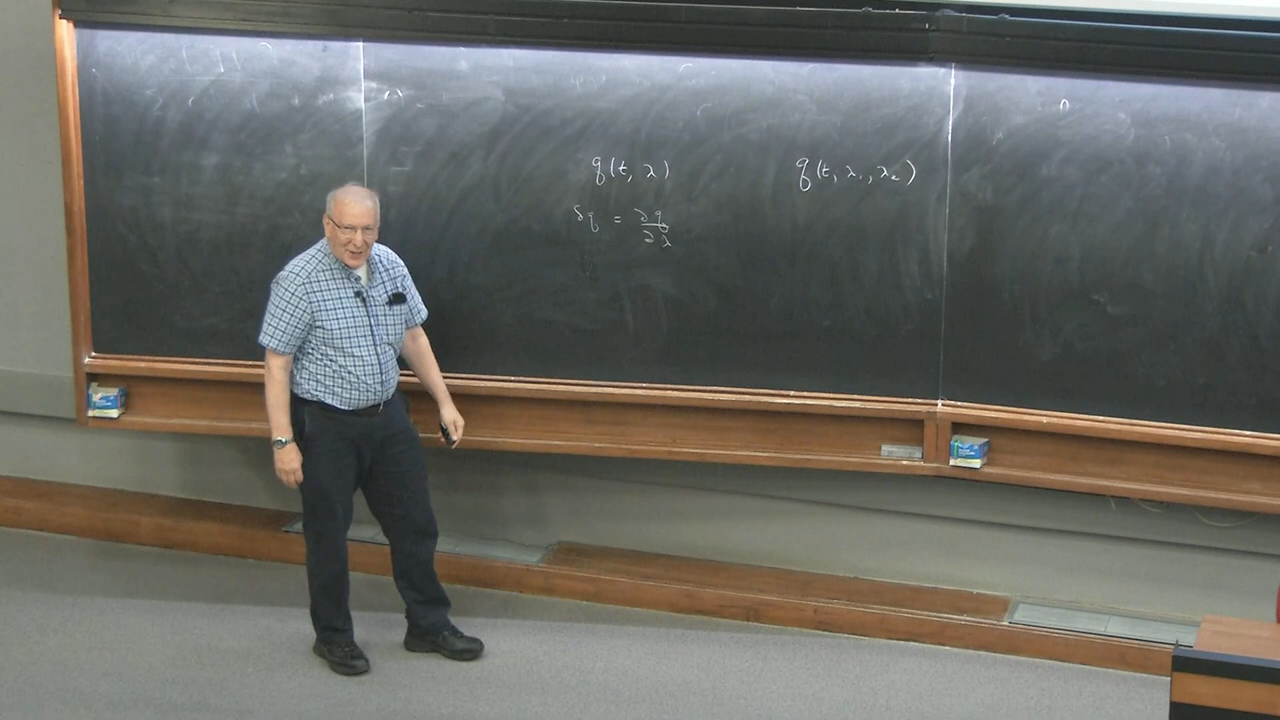 q(t, λ) q(t, λ₁, λ₂)
δq = ∂q/∂λ